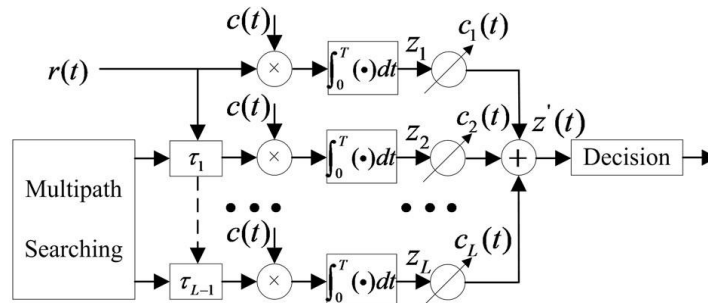 c(t)
r(t)
×
∫₀ᵀ(•)dt
z₁
c₁(t)
Multipath
Searching
τ₁
c(t)
×
∫₀ᵀ(•)dt
z₂
c₂(t)
+
z'(t)
Decision
• • •
• • •
τ_{L-1}
c(t)
×
∫₀ᵀ(•)dt
z_L
c_L(t)